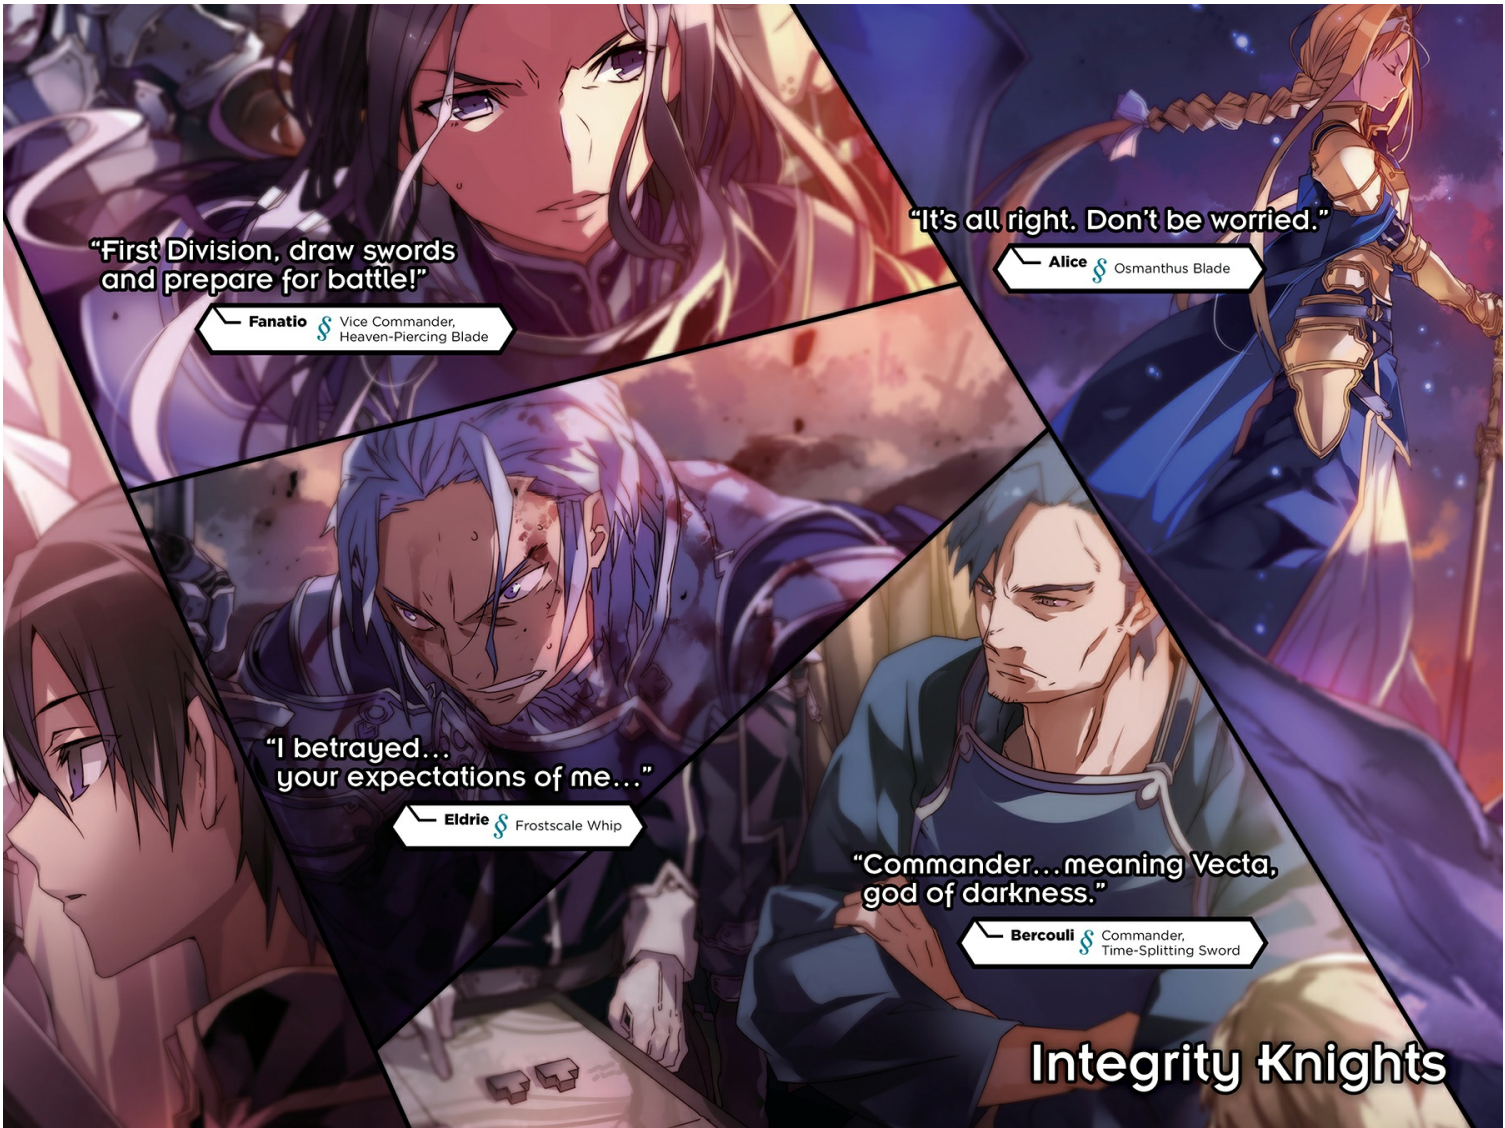 “First Division, draw swords
and prepare for battle!”
Fanatio § Vice Commander,
Heaven-Piercing Blade
“It’s all right. Don’t be worried.”
Alice § Osmanthus Blade
“I betrayed...
your expectations of me...”
Eldrie § Frostscale Whip
“Commander...meaning Vecta,
god of darkness.”
Bercouli § Commander,
Time-Splitting Sword
Integrity Knights